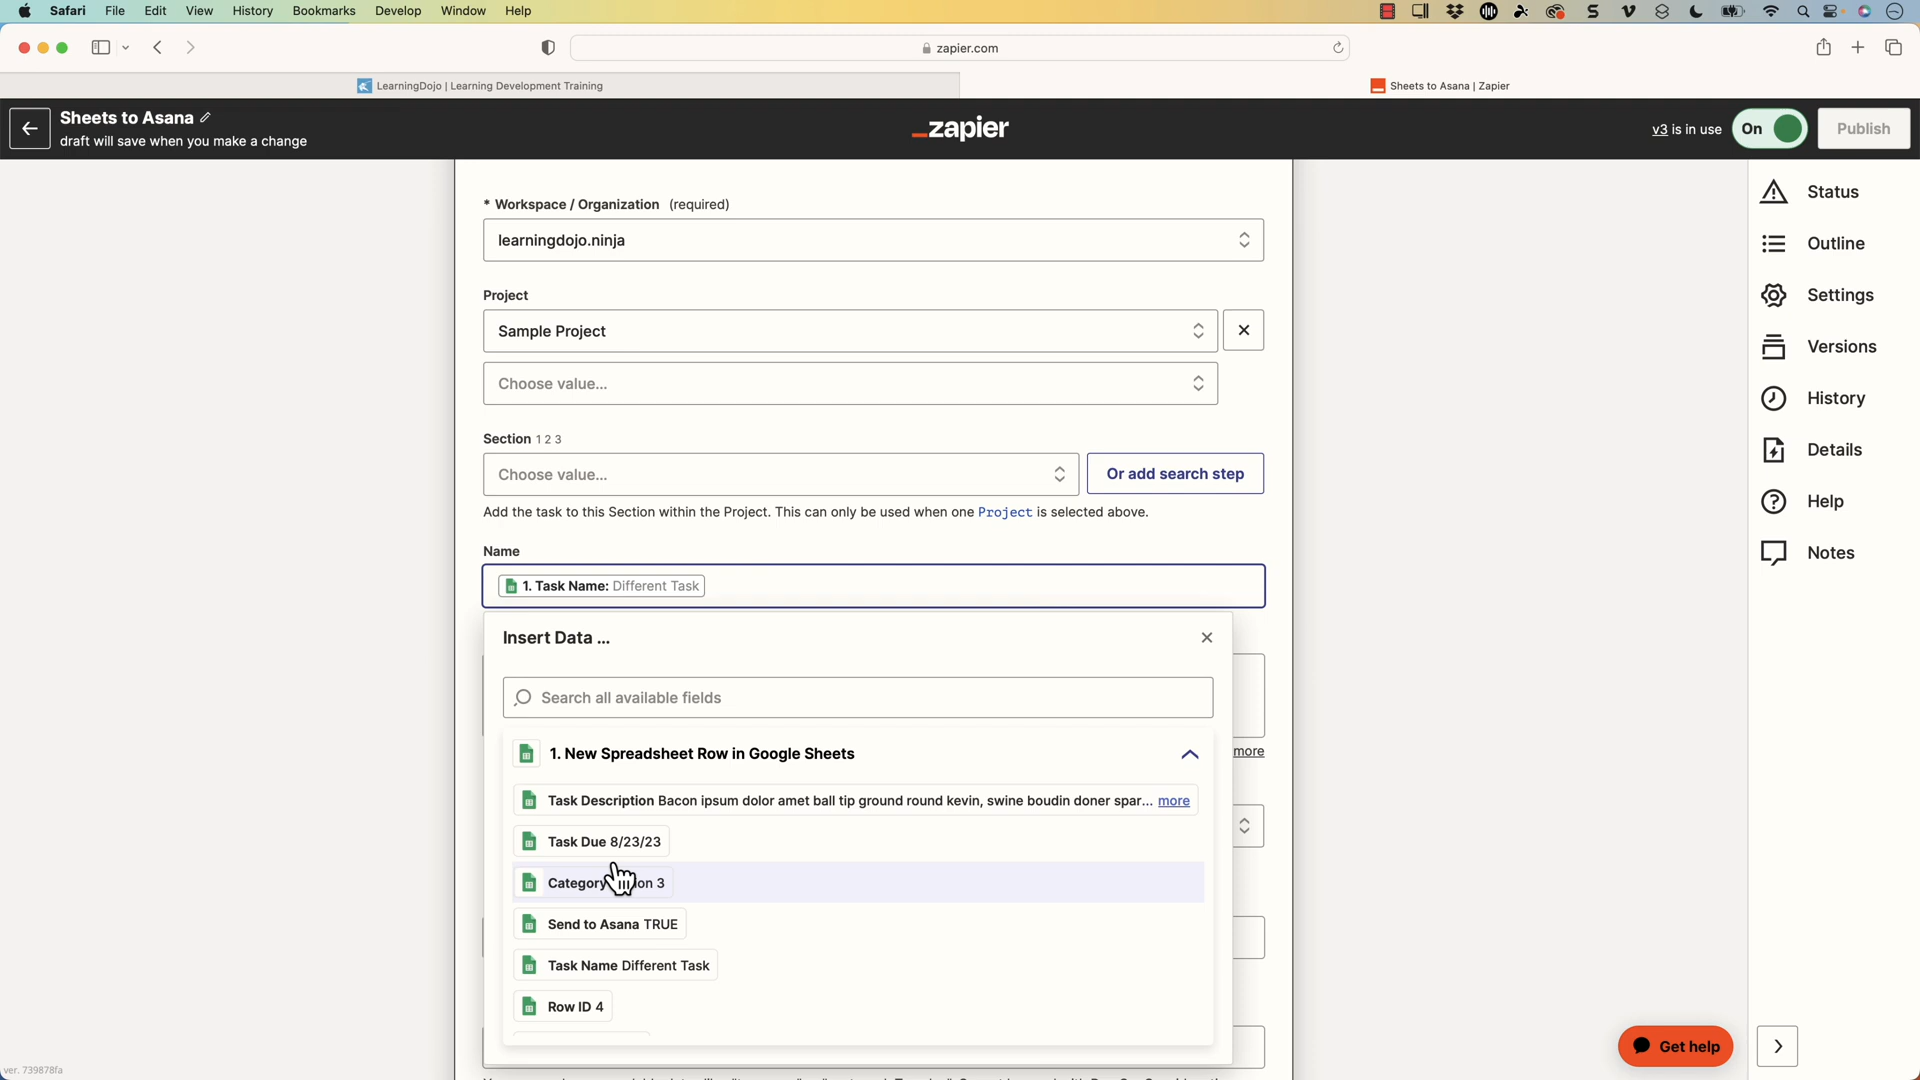 Safari File Edit View History Bookmarks Develop Window Help
zapier.com
LearningDojo | Learning Development Training
Sheets to Asana | Zapier
Sheets to Asana
draft will save when you make a change
_zapier
v3 is in use
On
Publish
* Workspace / Organization (required)
learningdojo.ninja
Project
Sample Project
Choose value...
Section 1 2 3
Choose value...
Or add search step
Add the task to this Section within the Project. This can only be used when one Project is selected above.
Name
1. Task Name: Different Task
Insert Data ...
Search all available fields
1. New Spreadsheet Row in Google Sheets
more
Task Description Bacon ipsum dolor amet ball tip ground round kevin, swine boudin doner spar... more
Task Due 8/23/23
Category 3
Send to Asana TRUE
Task Name Different Task
Row ID 4
Status
Outline
Settings
Versions
History
Details
Help
Notes
Get help
ver. 739878fa